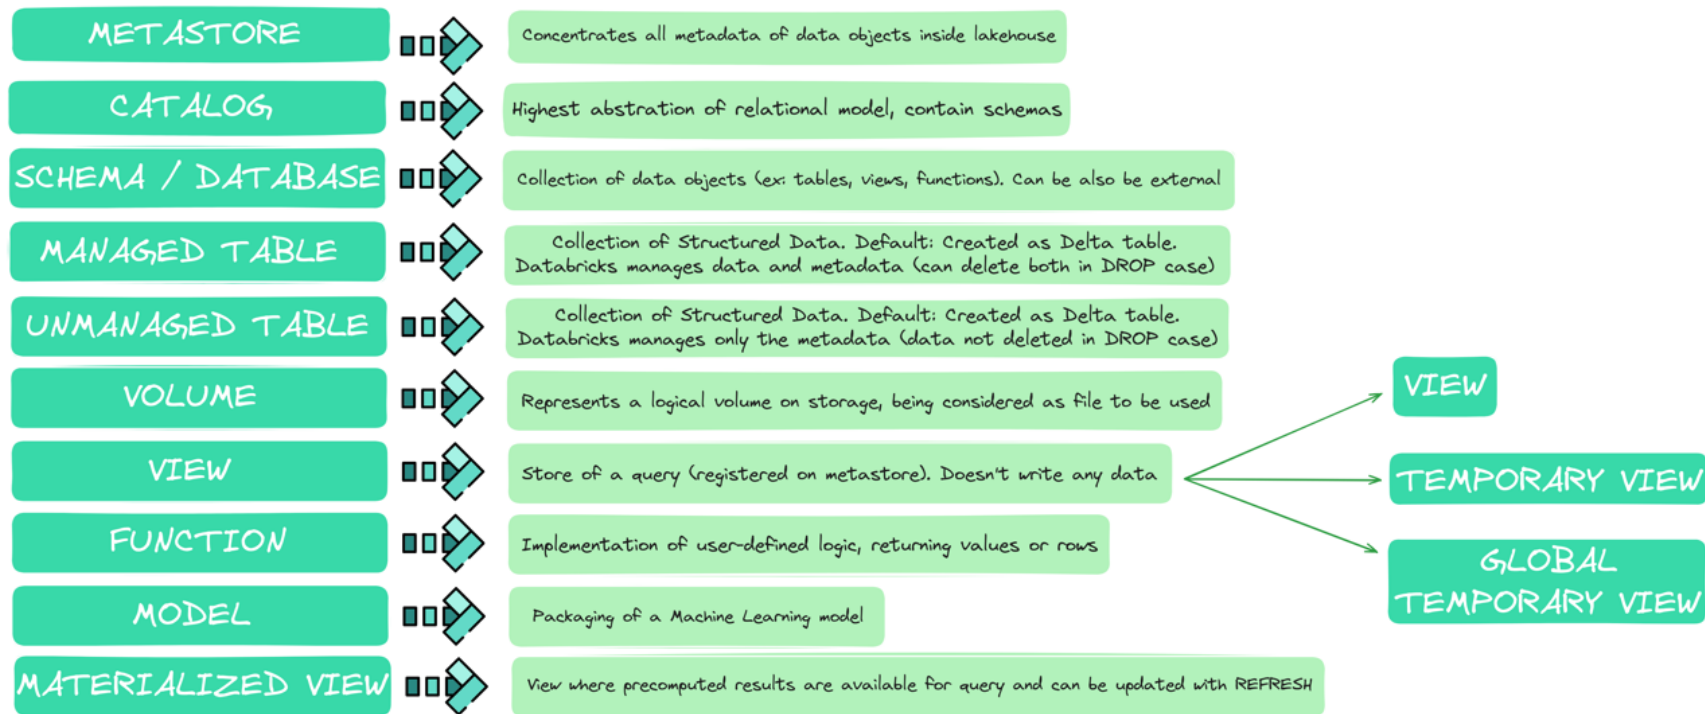 METASTORE
Concentrates all metadata of data objects inside lakehouse
CATALOG
Highest abstration of relational model, contain schemas
SCHEMA / DATABASE
Collection of data objects (ex: tables, views, functions). Can be also be external
MANAGED TABLE
Collection of Structured Data. Default: Created as Delta table.
Databricks manages data and metadata (can delete both in DROP case)
UNMANAGED TABLE
Collection of Structured Data. Default: Created as Delta table.
Databricks manages only the metadata (data not deleted in DROP case)
VOLUME
Represents a logical volume on storage, being considered as file to be used
VIEW
Store of a query (registered on metastore). Doesn't write any data
VIEW
TEMPORARY VIEW
GLOBAL
TEMPORARY VIEW
FUNCTION
Implementation of user-defined logic, returning values or rows
MODEL
Packaging of a Machine Learning model
MATERIALIZED VIEW
View where precomputed results are available for query and can be updated with REFRESH